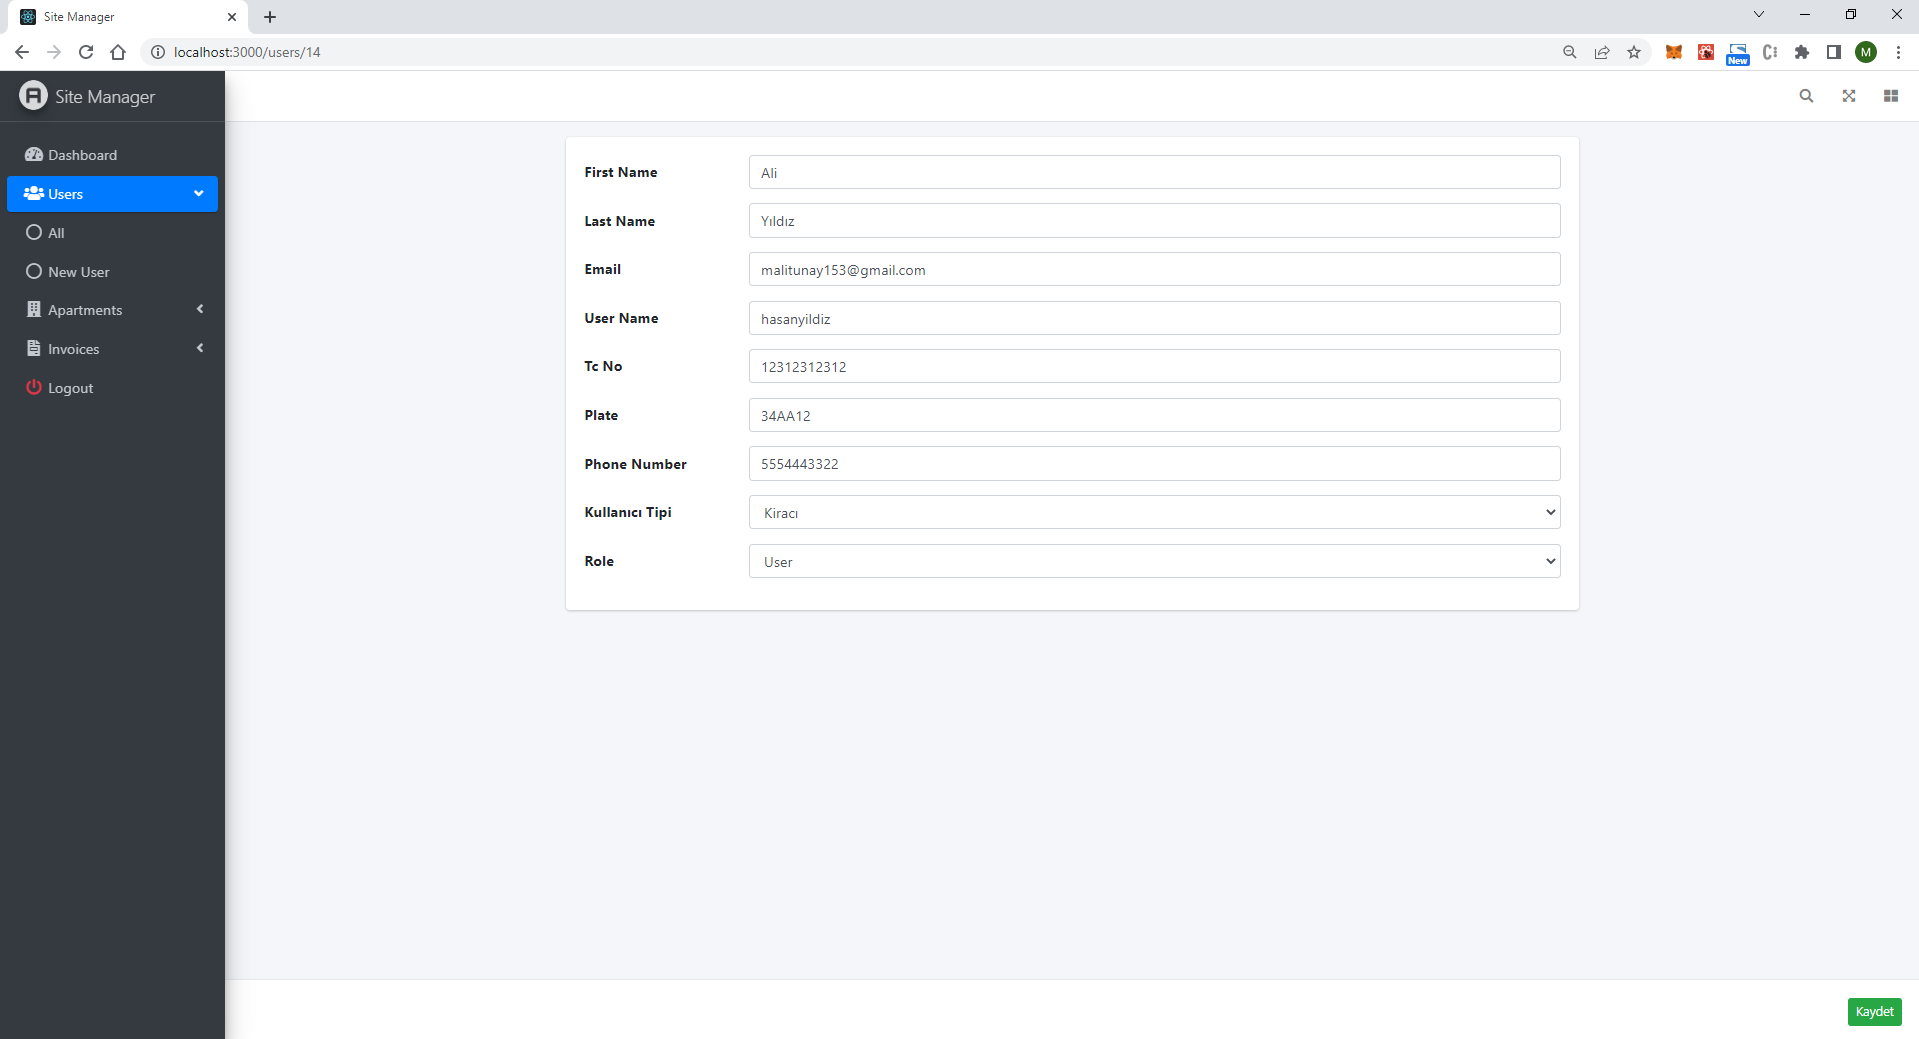 Site Manager
localhost:3000/users/14
New
M
A Site Manager
Dashboard
Users
All
New User
Apartments
Invoices
Logout
First Name Ali
Last Name Yıldız
Email malitunay153@gmail.com
User Name hasanyildiz
Tc No 12312312312
Plate 34AA12
Phone Number 5554443322
Kullanıcı Tipi Kiracı
Role User
Kaydet